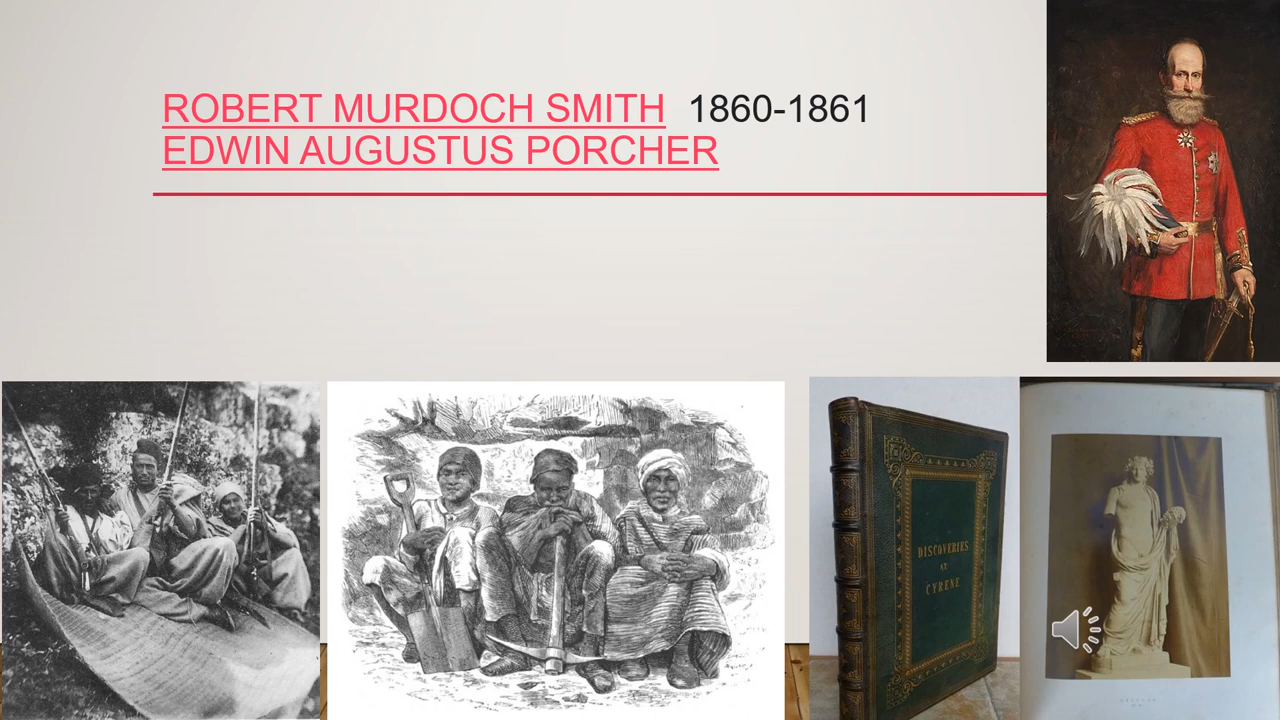 ROBERT MURDOCH SMITH 1860-1861
EDWIN AUGUSTUS PORCHER
DISCOVERIES
AT
CYRENE